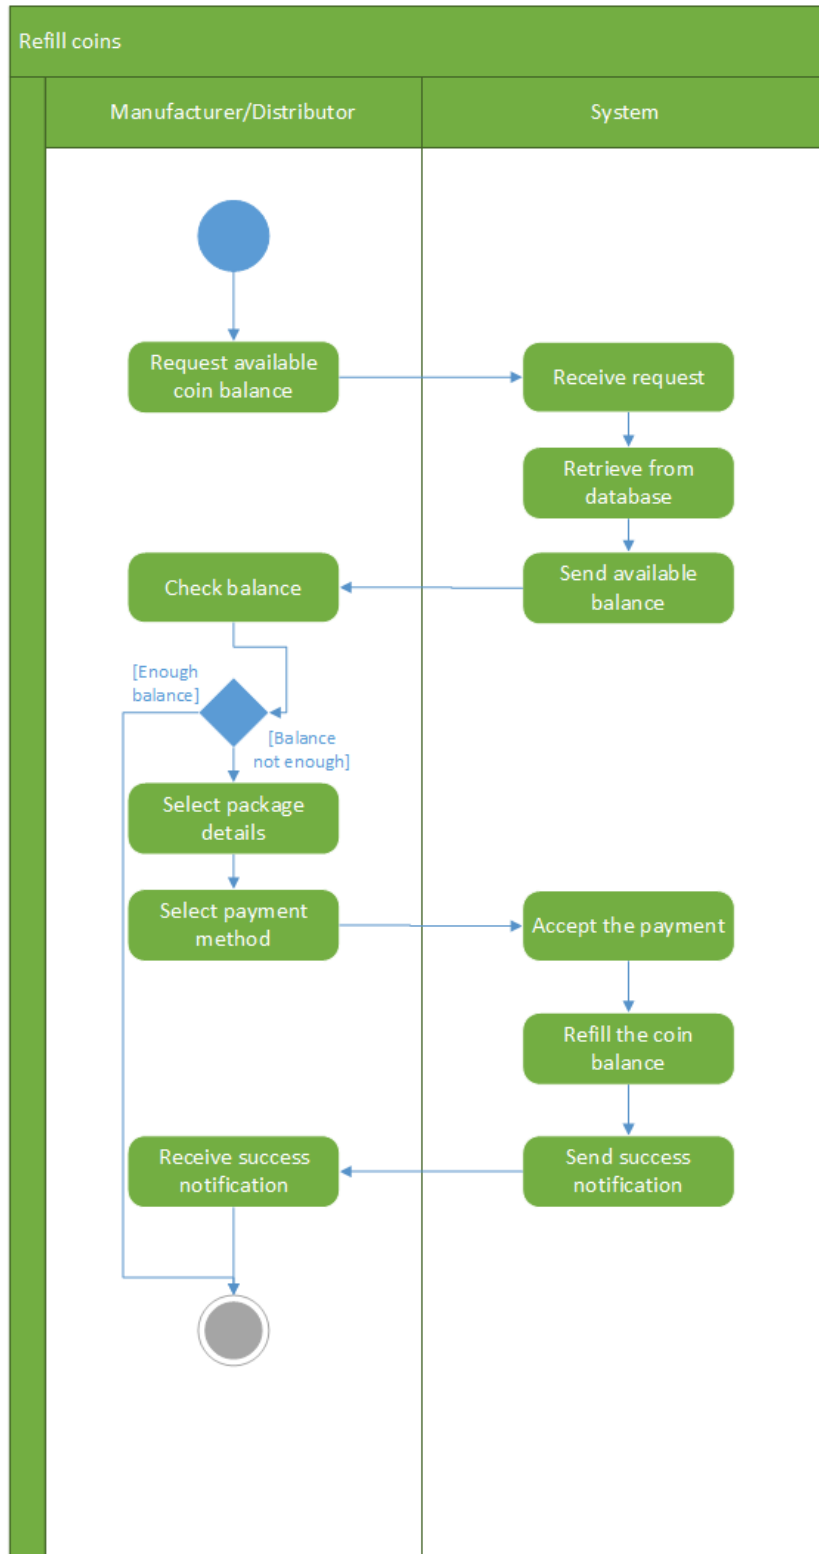 Refill coins
Manufacturer/Distributor
System
Request available
coin balance
Receive request
Retrieve from
database
Check balance
Send available
balance
[Enough
balance]
[Balance
not enough]
Select package
details
Select payment
method
Accept the payment
Refill the coin
balance
Receive success
notification
Send success
notification